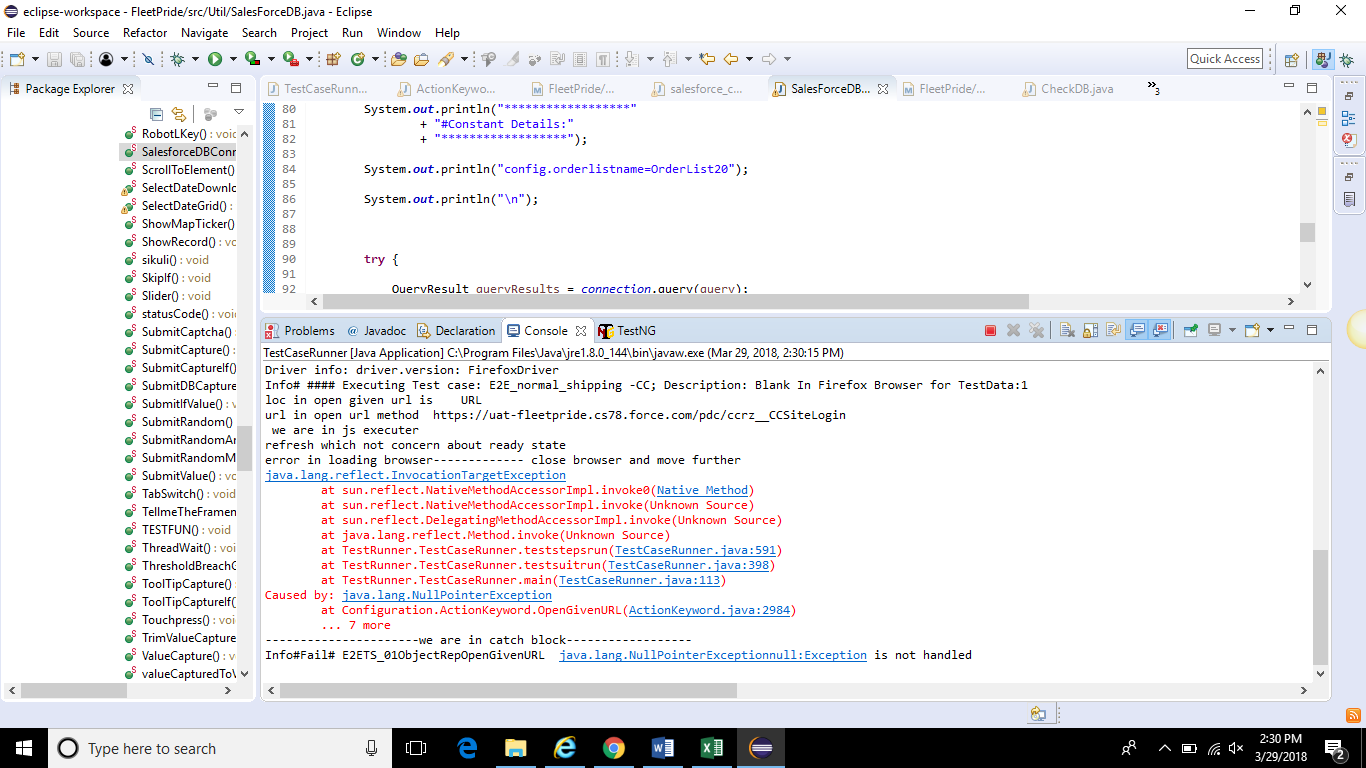 eclipse-workspace - FleetPride/src/Util/SalesForceDB.java - Eclipse
File Edit Source Refactor Navigate Search Project Run Window Help
Quick Access
Package Explorer
RobotLKey() : void
SalesforceDBConr
ScrollToElement()
SelectDateDownlo
SelectDateGrid() :
ShowMapTicker()
ShowRecord() : vo
sikuli() : void
SkipIf() : void
Slider() : void
statusCode() : voi
SubmitCaptcha()
SubmitCapture() :
SubmitCaptureIf()
SubmitDBCapture
SubmitIfValue() : v
SubmitRandom()
SubmitRandomAr
SubmitRandomM
SubmitValue() : vo
TabSwitch() : void
TellmeTheFramen
TESTFUN() : void
ThreadWait() : voi
ThresholdBreachC
ToolTipCapture()
ToolTipCaptureIf(
Touchpress() : void
TrimValueCapture
ValueCapture() : v
valueCapturedToV
TestCaseRunn... ActionKeywo... FleetPride/... salesforce_c... SalesForceDB... FleetPride/... CheckDB.java »3
80 System.out.println("******************"
81 + "#Constant Details:"
82 + "******************");
83
84 System.out.println("config.orderlistname=OrderList20");
85
86 System.out.println("\n");
87
88
89
90 try {
91
92 QueryResult queryResults = connection.query(query);
Problems @ Javadoc Declaration Console TestNG
TestCaseRunner [Java Application] C:\Program Files\Java\jre1.8.0_144\bin\javaw.exe (Mar 29, 2018, 2:30:15 PM)
Driver info: driver.version: FirefoxDriver
Info# #### Executing Test case: E2E_normal_shipping -CC; Description: Blank In Firefox Browser for TestData:1
loc in open given url is URL
url in open url method https://uat-fleetpride.cs78.force.com/pdc/ccrz__CCSiteLogin
we are in js executer
refresh which not concern about ready state
error in loading browser------------- close browser and move further
java.lang.reflect.InvocationTargetException
at sun.reflect.NativeMethodAccessorImpl.invoke0(Native Method)
at sun.reflect.NativeMethodAccessorImpl.invoke(Unknown Source)
at sun.reflect.DelegatingMethodAccessorImpl.invoke(Unknown Source)
at java.lang.reflect.Method.invoke(Unknown Source)
at TestRunner.TestCaseRunner.teststepsrun(TestCaseRunner.java:591)
at TestRunner.TestCaseRunner.testsuitrun(TestCaseRunner.java:398)
at TestRunner.TestCaseRunner.main(TestCaseRunner.java:113)
Caused by: java.lang.NullPointerException
at Configuration.ActionKeyword.OpenGivenURL(ActionKeyword.java:2984)
... 7 more
----------------------we are in catch block------------------
Info#Fail# E2ETS_01ObjectRepOpenGivenURL java.lang.NullPointerExceptionnull:Exception is not handled
Type here to search
2:30 PM
3/29/2018
2